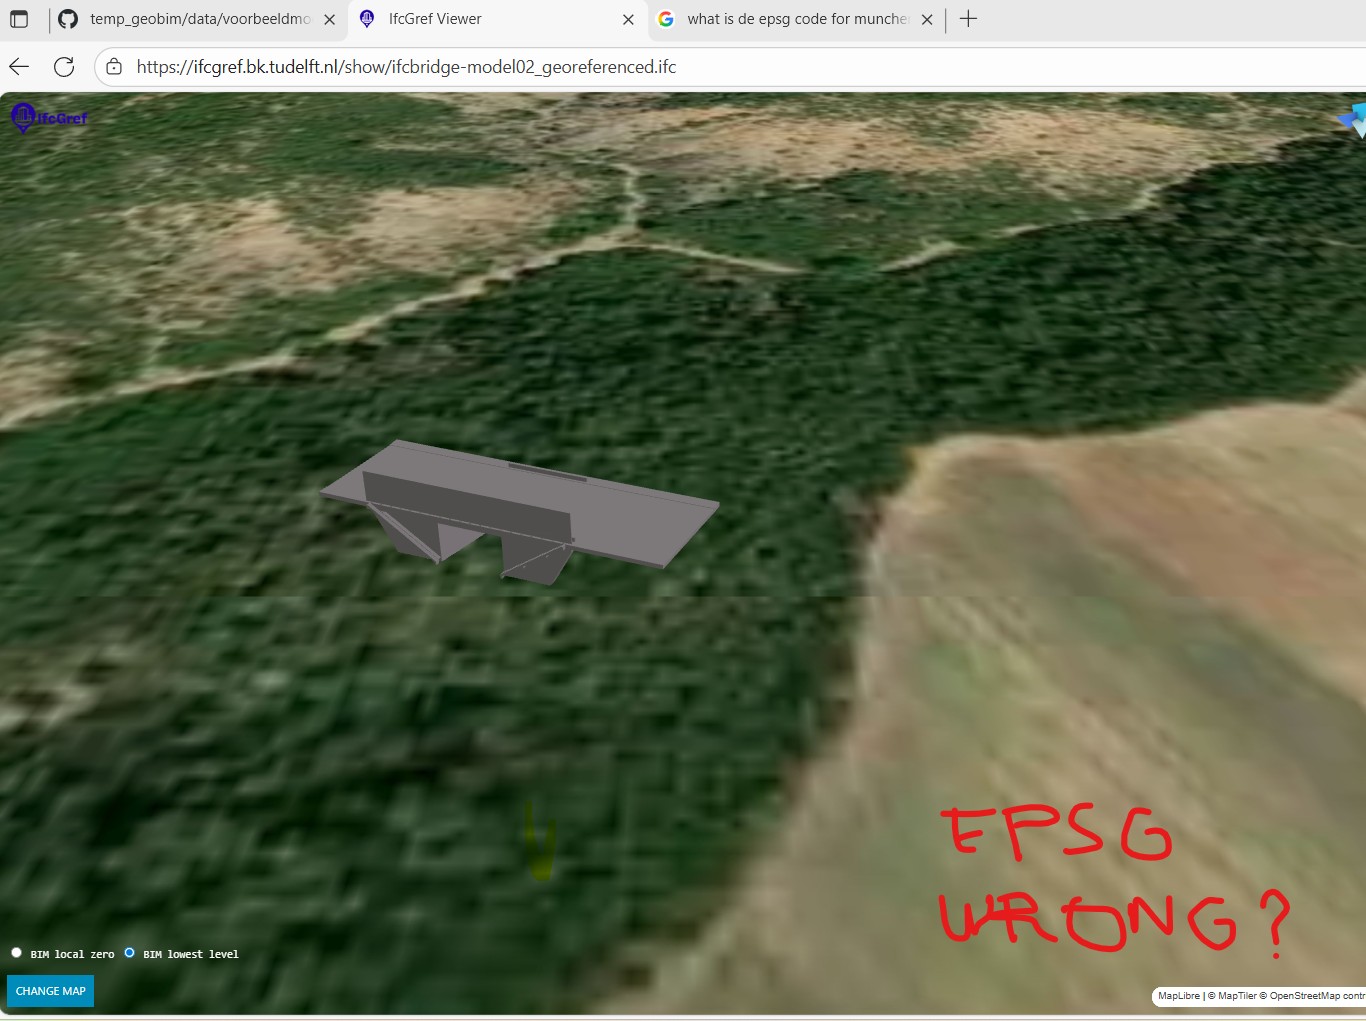 temp_geobim/data/voorbeeldmo
IfcGref Viewer
what is de epsg code for munche
https://ifcgref.bk.tudelft.nl/show/ifcbridge-model02_georeferenced.ifc
IfcGref
EPSG
WRONG?
BIM local zero BIM lowest level
CHANGE MAP
MapLibre | © MapTiler © OpenStreetMap contr